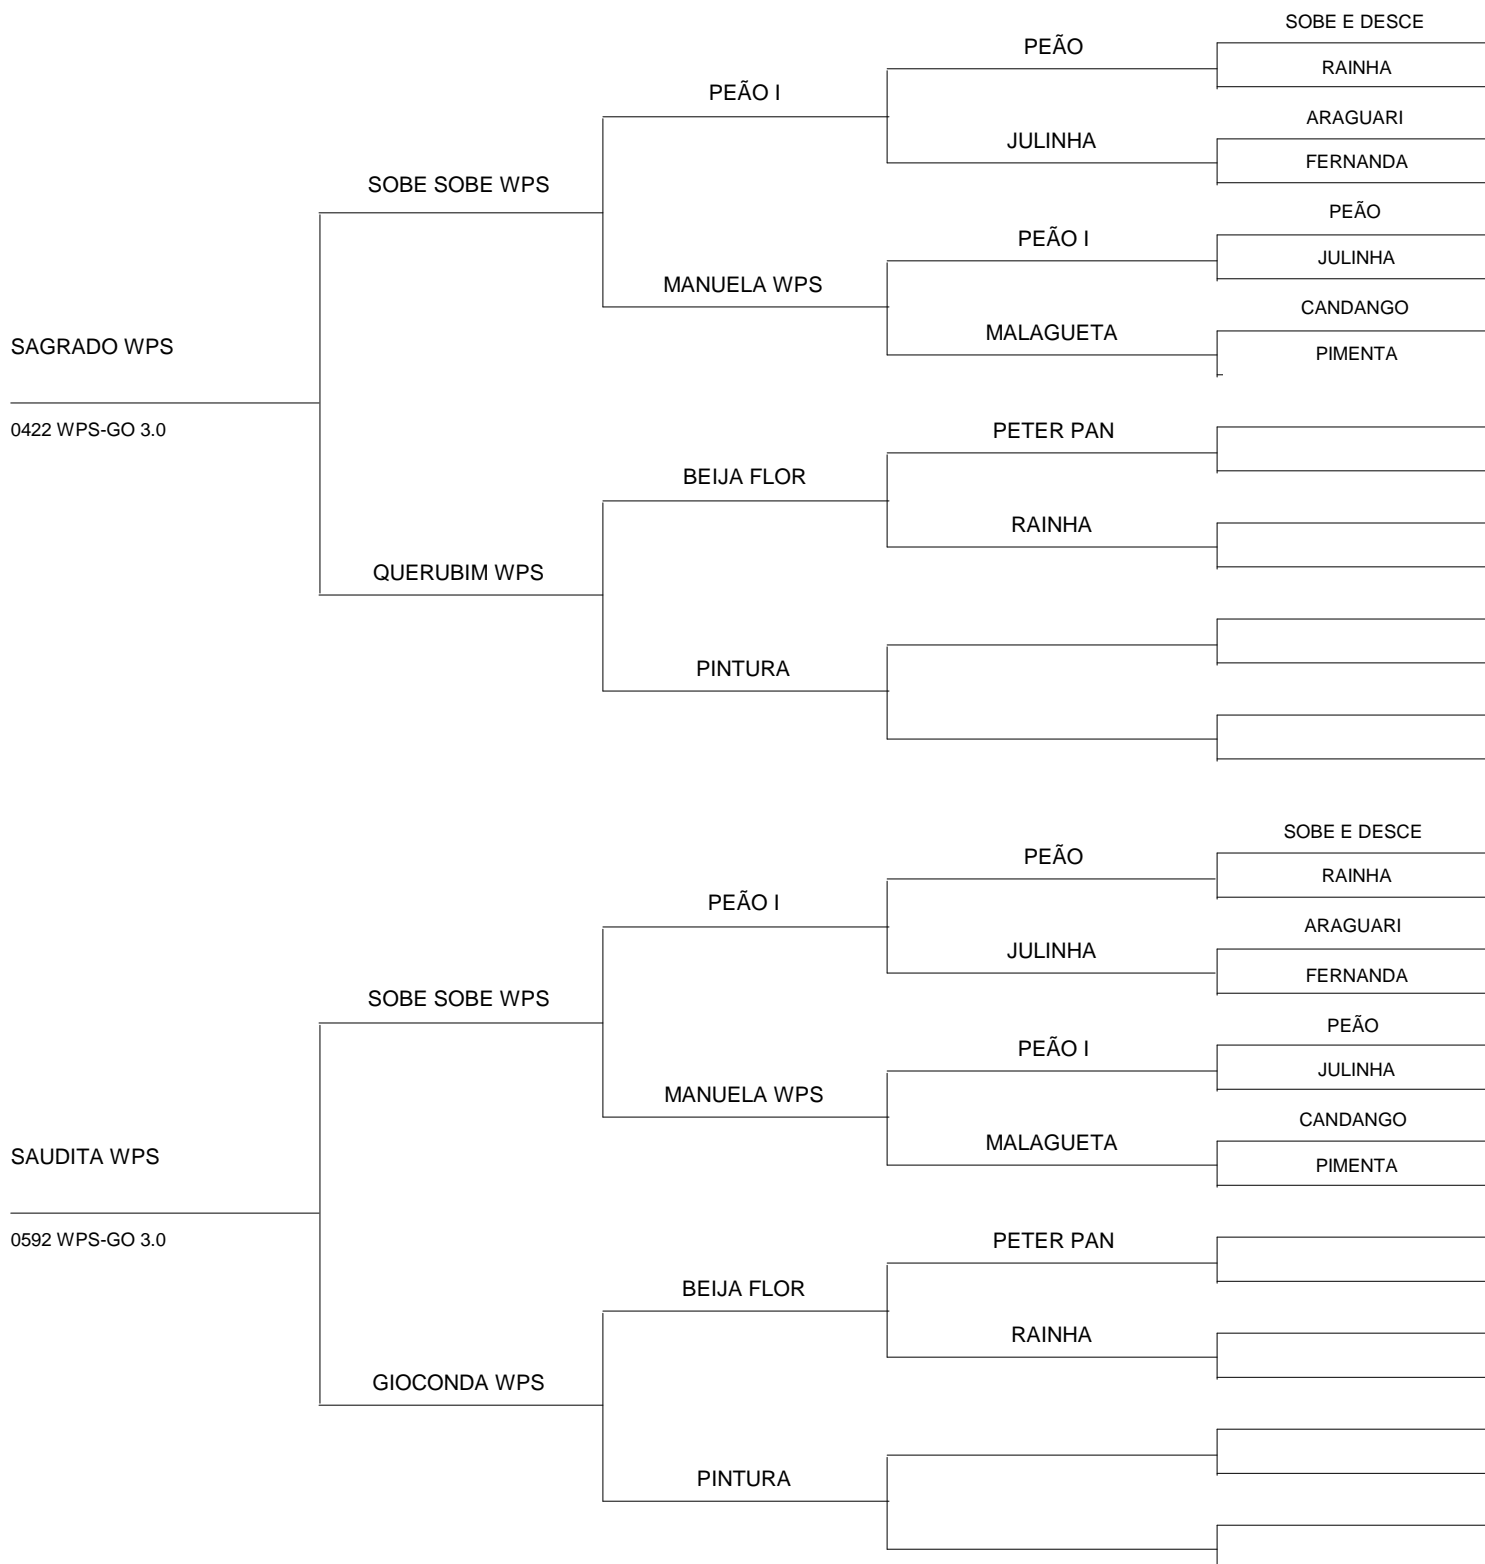 SOBE E DESCE
PEÃO
RAINHA
PEÃO I
ARAGUARI
JULINHA
FERNANDA
SOBE SOBE WPS
PEÃO
PEÃO I
JULINHA
MANUELA WPS
CANDANGO
MALAGUETA
SAGRADO WPS
PIMENTA
0422 WPS-GO 3.0
PETER PAN
BEIJA FLOR
RAINHA
QUERUBIM WPS
PINTURA
SOBE E DESCE
PEÃO
RAINHA
PEÃO I
ARAGUARI
JULINHA
FERNANDA
SOBE SOBE WPS
PEÃO
PEÃO I
JULINHA
MANUELA WPS
CANDANGO
MALAGUETA
SAUDITA WPS
PIMENTA
0592 WPS-GO 3.0
PETER PAN
BEIJA FLOR
RAINHA
GIOCONDA WPS
PINTURA